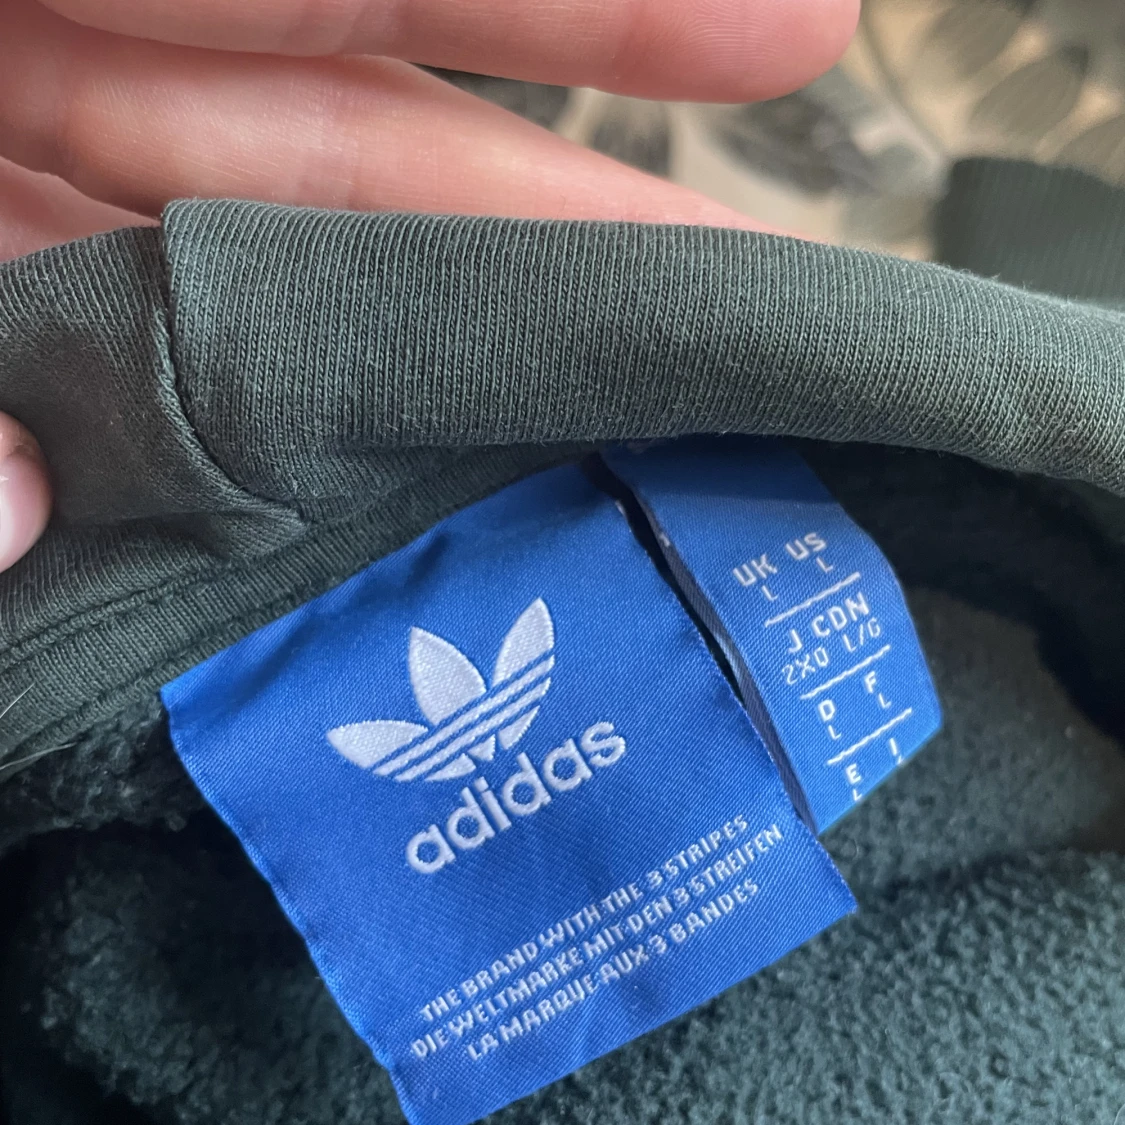 adidas
THE BRAND WITH THE 3 STRIPES
DIE WELTMARKE MIT DEN 3 STREIFEN
LA MARQUE AUX 3 BANDES
UK US
L L
J CDN
2XO L/G
D F
L L
E I
L L